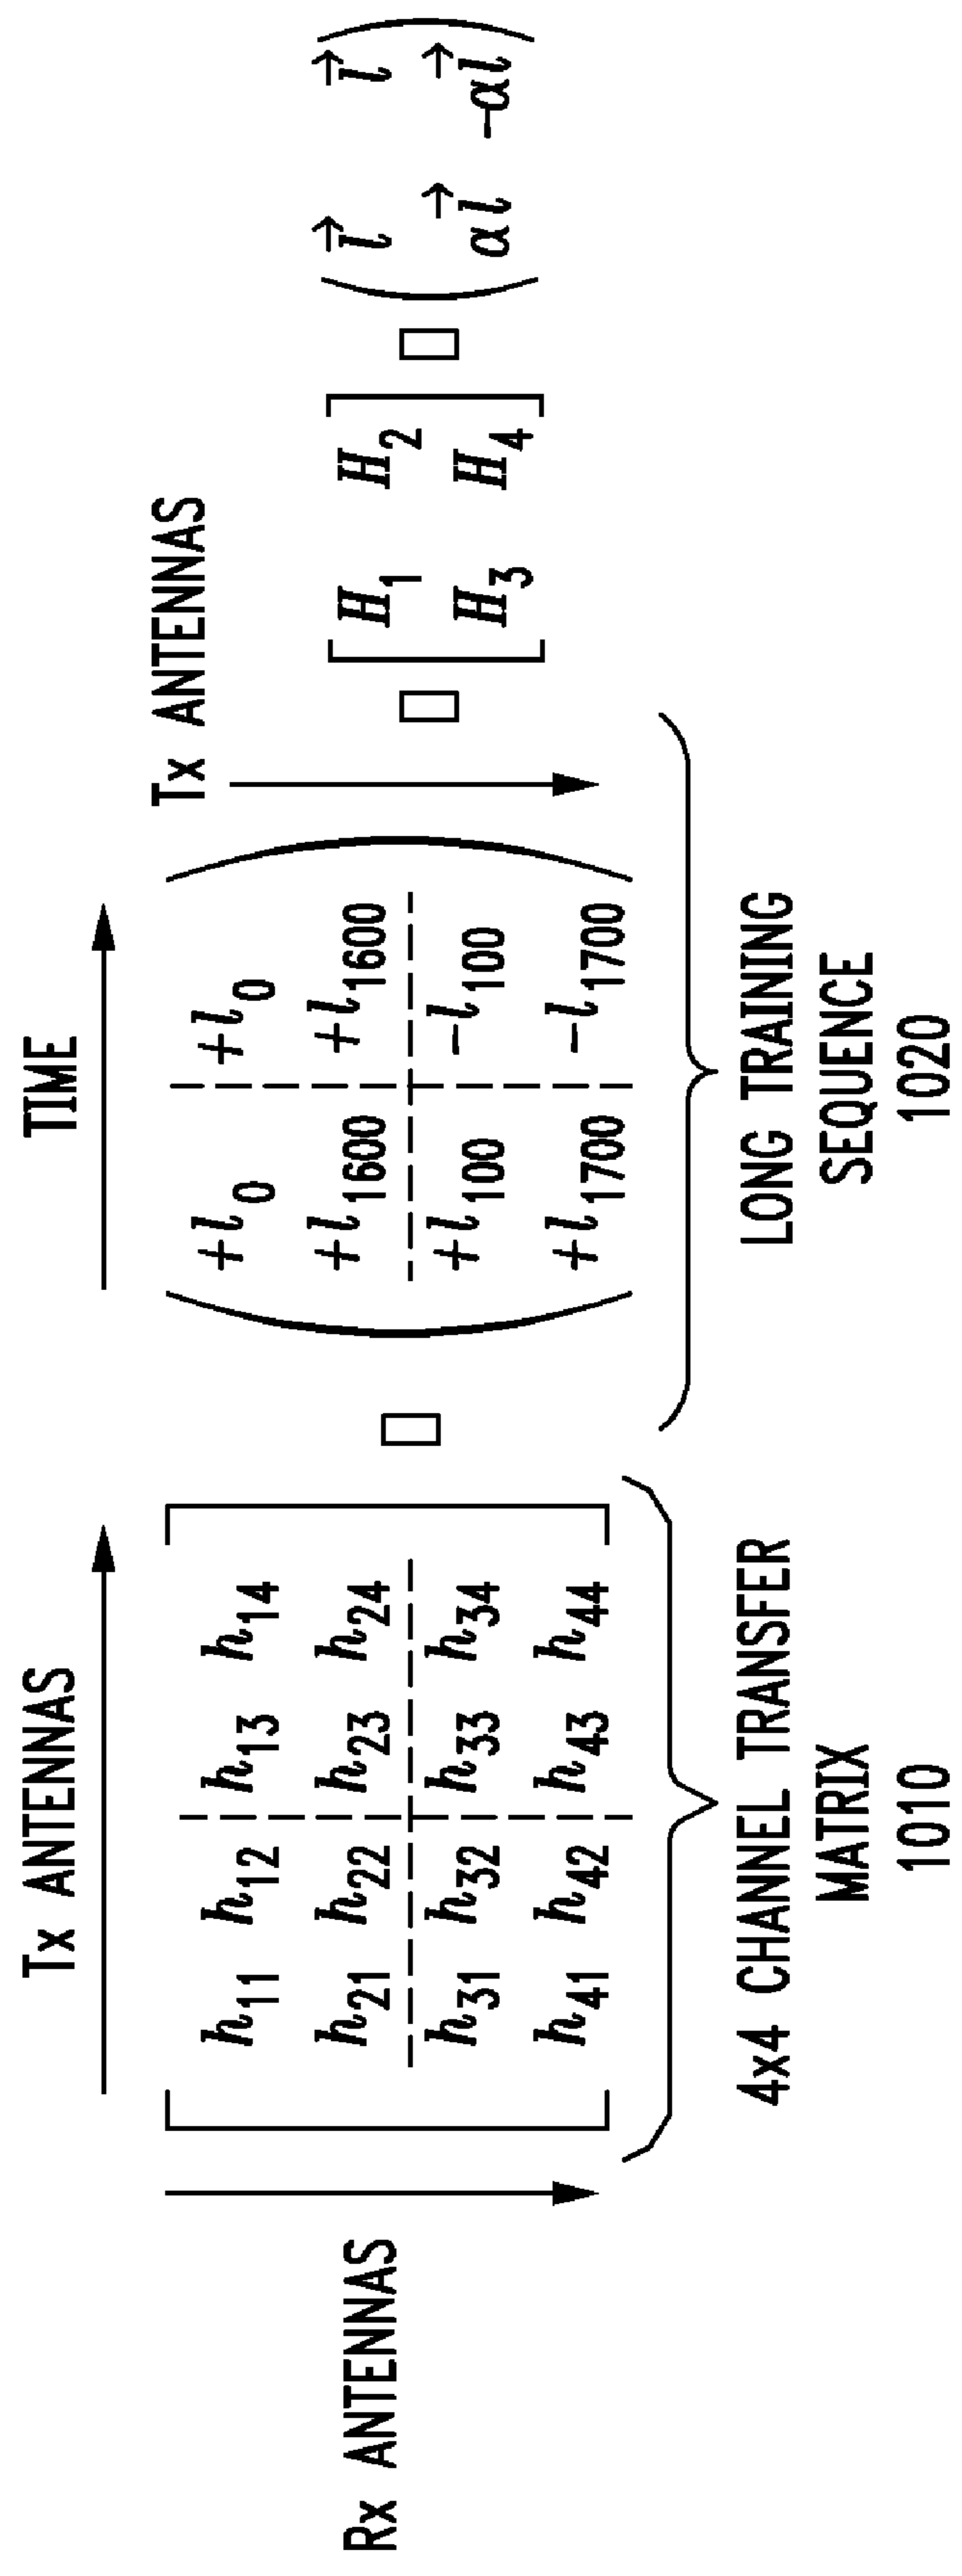 Tx ANTENNAS
TIME
Tx ANTENNAS
Rx ANTENNAS
h11 h12 h13 h14
h21 h22 h23 h24
h31 h32 h33 h34
h41 h42 h43 h44
+l0 +l0
+l1600 +l1600
+l100 -l100
+l1700 -l1700
H1 H2
H3 H4
l l
αl -αl
4x4 CHANNEL TRANSFER
MATRIX
1010
LONG TRAINING
SEQUENCE
1020